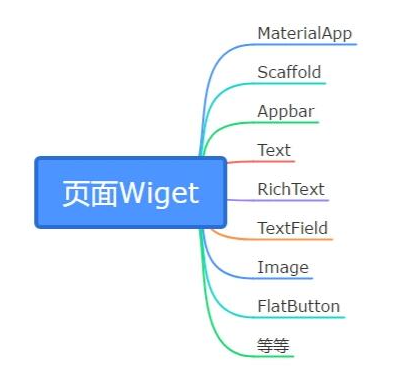 MaterialApp
Scaffold
Appbar
Text
页面Wiget
RichText
TextField
Image
FlatButton
等等